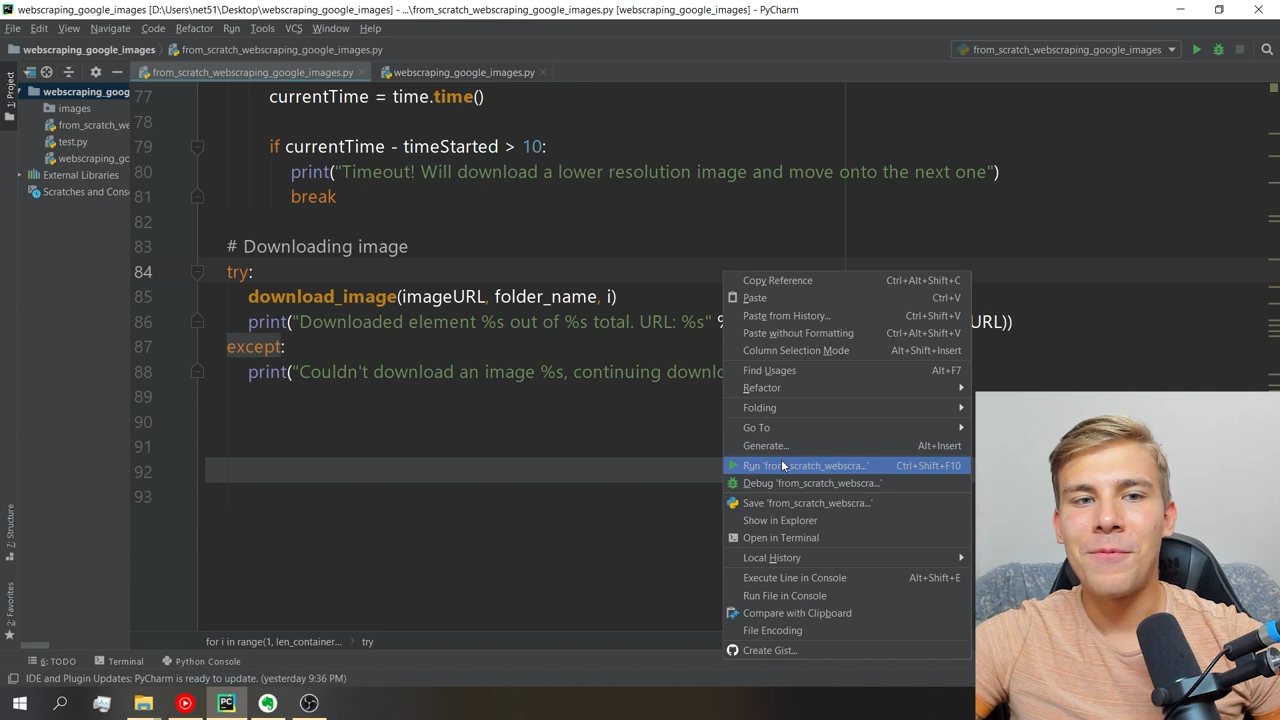 webscraping_google_images [D:\Users\net51\Desktop\webscraping_google_images] - ...\from_scratch_webscraping_google_images.py [webscraping_google_images] - PyCharm
File Edit View Navigate Code Refactor Run Tools VCS Window Help
webscraping_google_images from_scratch_webscraping_google_images.py from_scratch_webscraping_google_images
from_scratch_webscraping_google_images.py webscraping_google_images.py
1: Project
webscraping_goog
images
from_scratch_we
test.py
webscraping_go
External Libraries
Scratches and Cons
7: Structure
2: Favorites
77 currentTime = time.time()
78
79 if currentTime - timeStarted > 10:
80 print("Timeout! Will download a lower resolution image and move onto the next one")
81 break
82
83 # Downloading image
84 try:
85 download_image(imageURL, folder_name, i)
86 print("Downloaded element %s out of %s total. URL: %s" % URL))
87 except:
88 print("Couldn't download an image %s, continuing downlo
89
90
91
92
93
Copy Reference Ctrl+Alt+Shift+C
Paste Ctrl+V
Paste from History... Ctrl+Shift+V
Paste without Formatting Ctrl+Alt+Shift+V
Column Selection Mode Alt+Shift+Insert
Find Usages Alt+F7
Refactor
Folding
Go To
Generate... Alt+Insert
Run 'from_scratch_webscra...' Ctrl+Shift+F10
Debug 'from_scratch_webscra...'
Save 'from_scratch_webscra...'
Show in Explorer
Open in Terminal
Local History
Execute Line in Console Alt+Shift+E
Run File in Console
Compare with Clipboard
File Encoding
Create Gist...
for i in range(1, len_container... › try
6: TODO Terminal Python Console
IDE and Plugin Updates: PyCharm is ready to update. (yesterday 9:36 PM)
PC